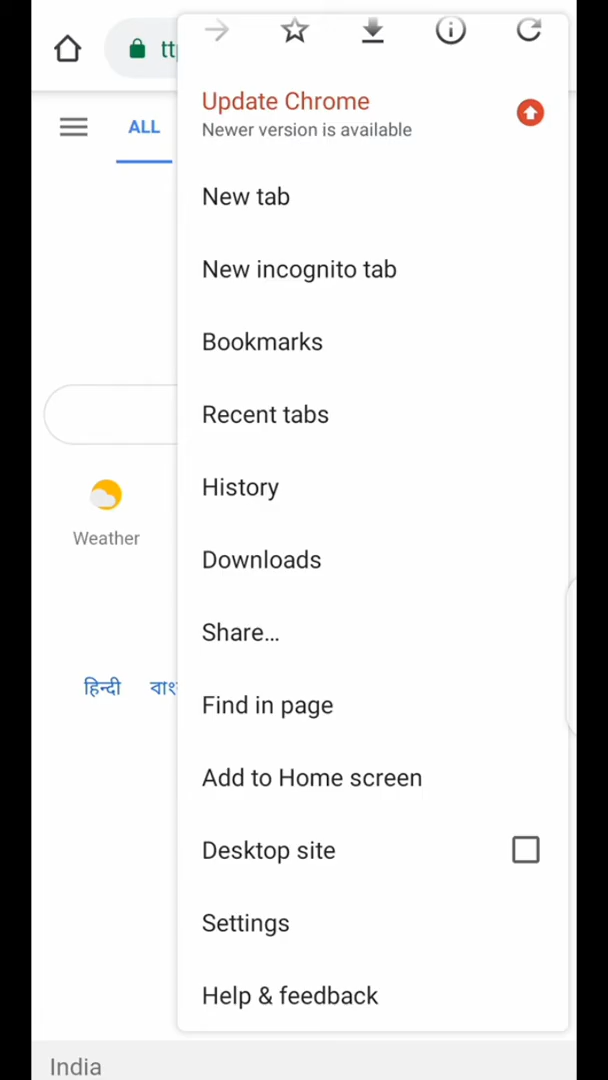 ALL
Update Chrome
Newer version is available
New tab
New incognito tab
Bookmarks
Recent tabs
History
Weather
Downloads
Share...
हिन्दी
Find in page
Add to Home screen
Desktop site
Settings
Help & feedback
India